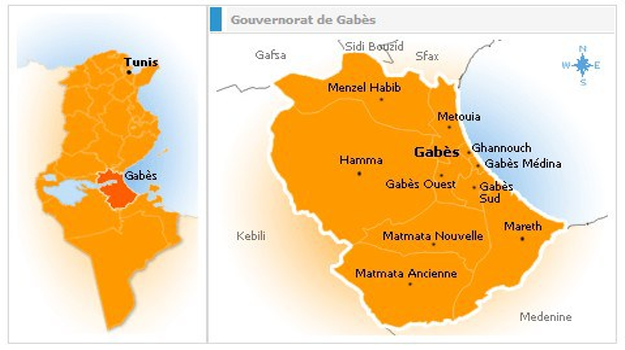 Gouvernorat de Gabès
Tunis
Gabès
Gafsa
Sidi Bouzid
Sfax
N
W
E
S
Menzel Habib
Metouia
Ghannouch
Gabès
Gabès Médina
Hamma
Gabès Ouest
Gabès
Sud
Kebili
Matmata Nouvelle
Mareth
Matmata Ancienne
Medenine